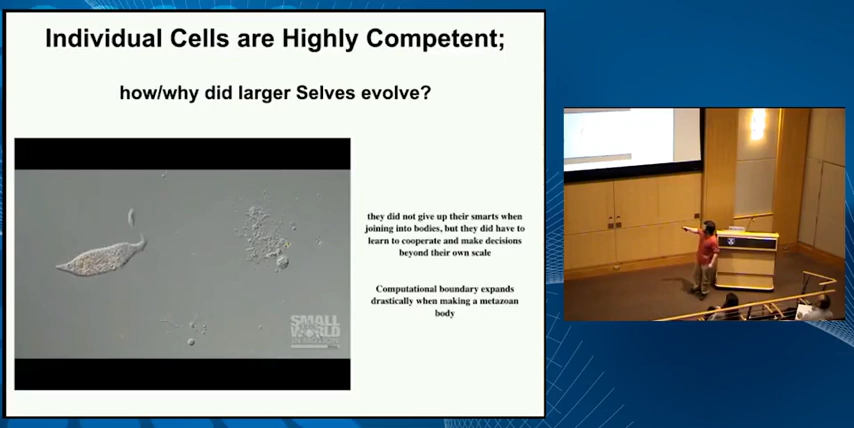 Individual Cells are Highly Competent;
how/why did larger Selves evolve?
they did not give up their smarts when
joining into bodies, but they did have to
learn to cooperate and make decisions
beyond their own scale
Computational boundary expands
drastically when making a metazoan
body
SMALL
WORLD
IN MOTION